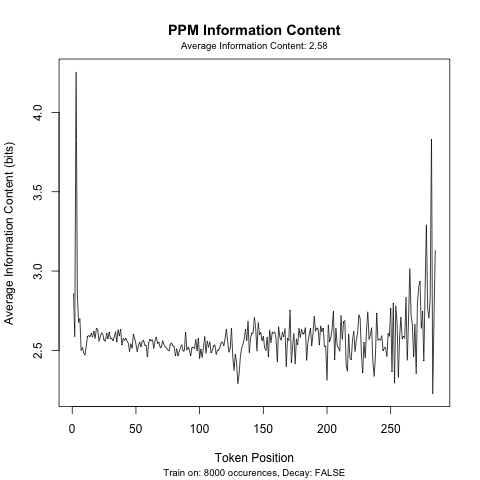 PPM Information Content
Average Information Content: 2.58
Average Information Content (bits)
4.0
3.5
3.0
2.5
0 50 100 150 200 250
Token Position
Train on: 8000 occurences, Decay: FALSE